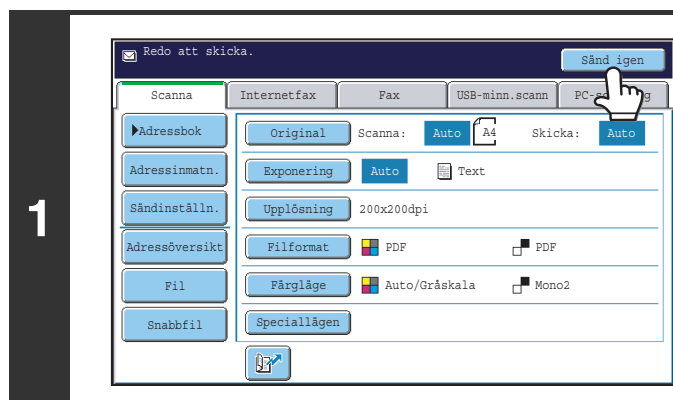 1
Redo att skicka.
Sänd igen
Scanna Internetfax Fax USB-minn.scann
Adressbok Original Scanna: Auto A4 Skicka: Auto
Adressinmatn. Exponering Auto Text
Sändinställn. Upplösning 200x200dpi
Adressöversikt Filformat PDF PDF
Fil Färgläge Auto/Gråskala Mono2
Snabbfil Speciallägen